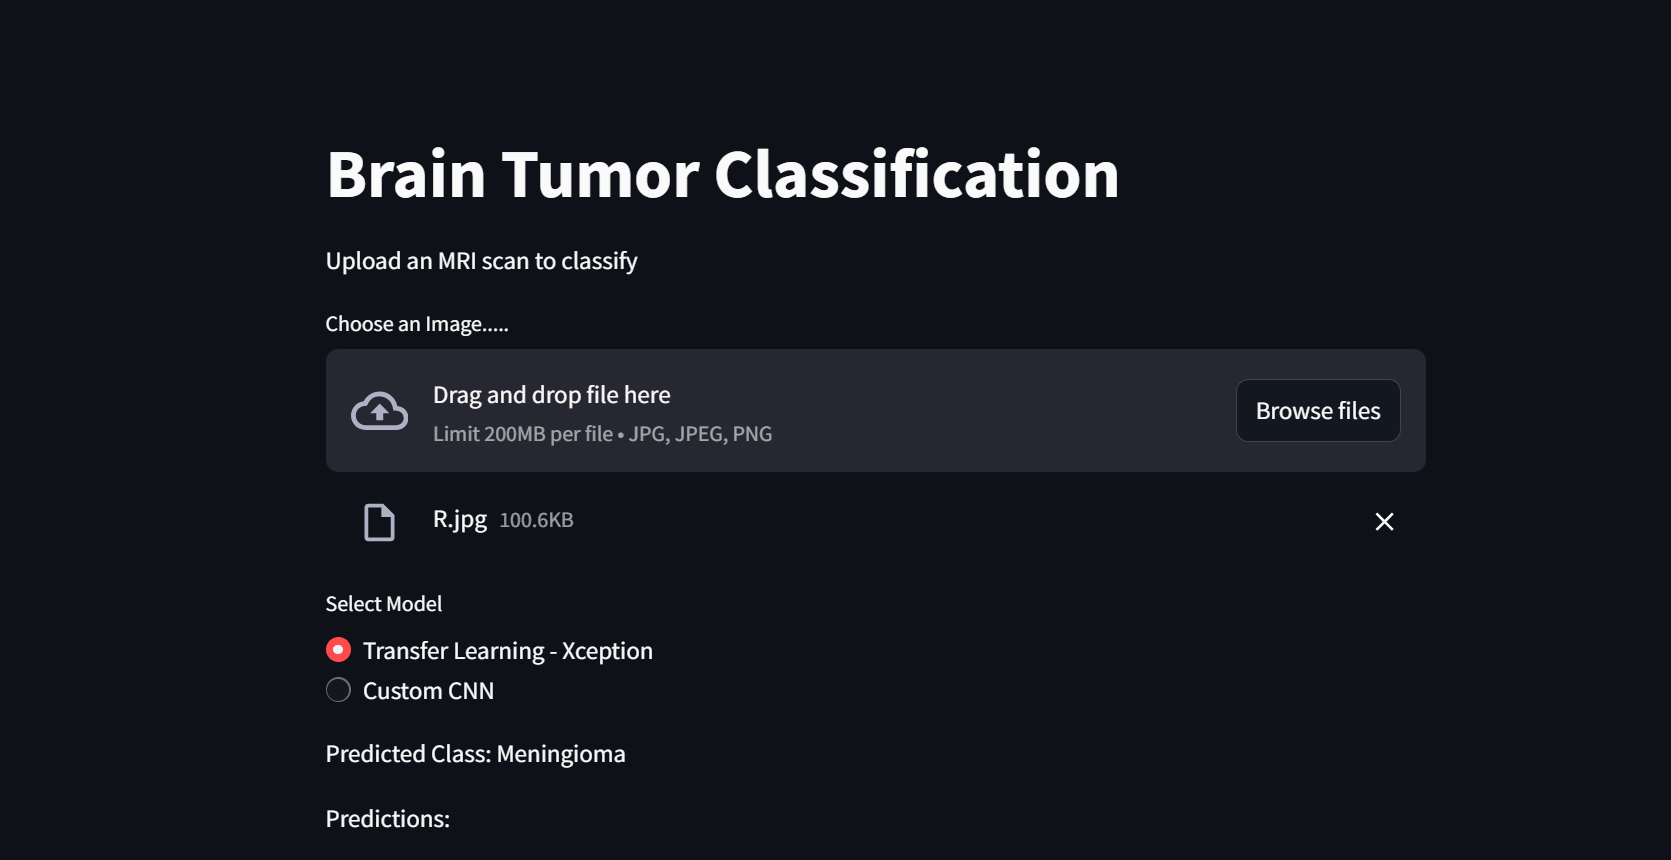 Brain Tumor Classification
Upload an MRI scan to classify
Choose an Image.....
Drag and drop file here
Limit 200MB per file • JPG, JPEG, PNG
Browse files
R.jpg 100.6KB
Select Model
Transfer Learning - Xception
Custom CNN
Predicted Class: Meningioma
Predictions: